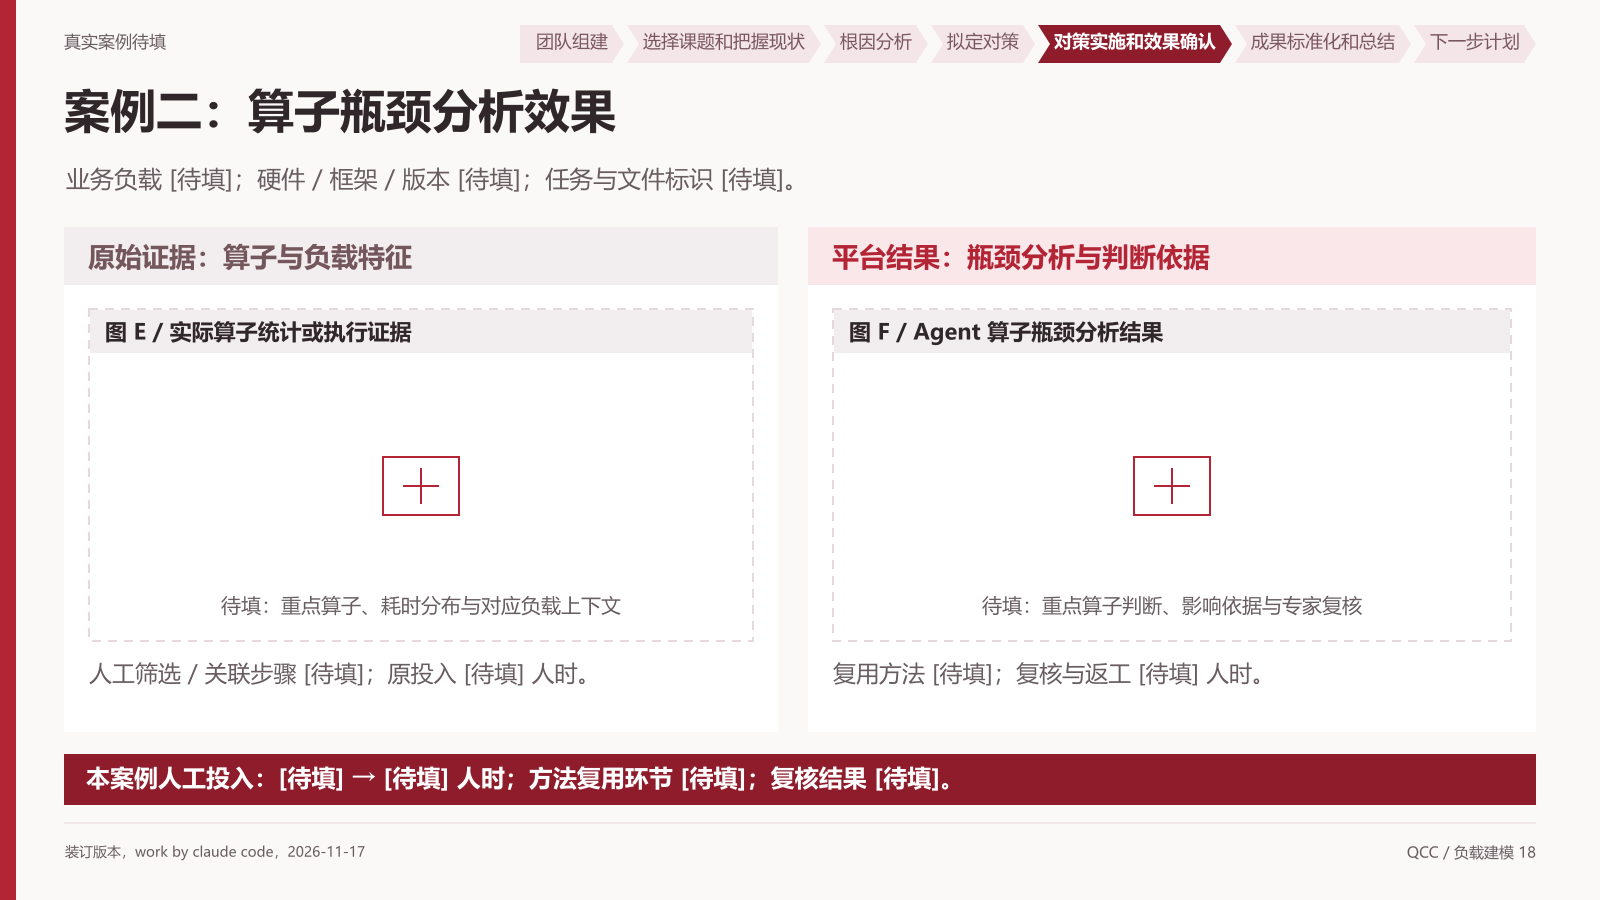 真实案例待填
团队组建
选择课题和把握现状
根因分析
拟定对策
对策实施和效果确认
成果标准化和总结
下一步计划
案例二：算子瓶颈分析效果
业务负载 [待填]；硬件 / 框架 / 版本 [待填]；任务与文件标识 [待填]。
原始证据：算子与负载特征
图 E / 实际算子统计或执行证据
待填：重点算子、耗时分布与对应负载上下文
人工筛选 / 关联步骤 [待填]；原投入 [待填] 人时。
平台结果：瓶颈分析与判断依据
图 F / Agent 算子瓶颈分析结果
待填：重点算子判断、影响依据与专家复核
复用方法 [待填]；复核与返工 [待填] 人时。
本案例人工投入：[待填] → [待填] 人时；方法复用环节 [待填]；复核结果 [待填]。
装订版本，work by claude code，2026-11-17
QCC / 负载建模 18